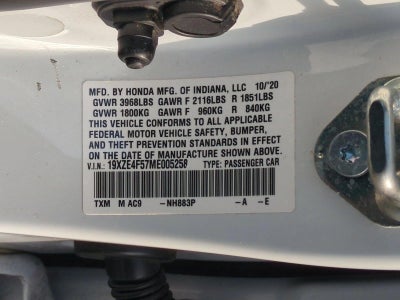 MFD. BY HONDA MFG. OF INDIANA, LLC 10/'20
GVWR 3968LBS GAWR F 2116LBS R 1851LBS
GVWR 1800KG GAWR F 960KG R 840KG
THIS VEHICLE CONFORMS TO ALL APPLICABLE
FEDERAL MOTOR VEHICLE SAFETY, BUMPER,
AND THEFT PREVENTION STANDARDS IN EFFECT
ON THE DATE OF MANUFACTURE SHOWN ABOVE.
V.I.N.: 19XZE4F57ME005258 TYPE: PASSENGER CAR
TXM M AC9 -NH883P -A -E